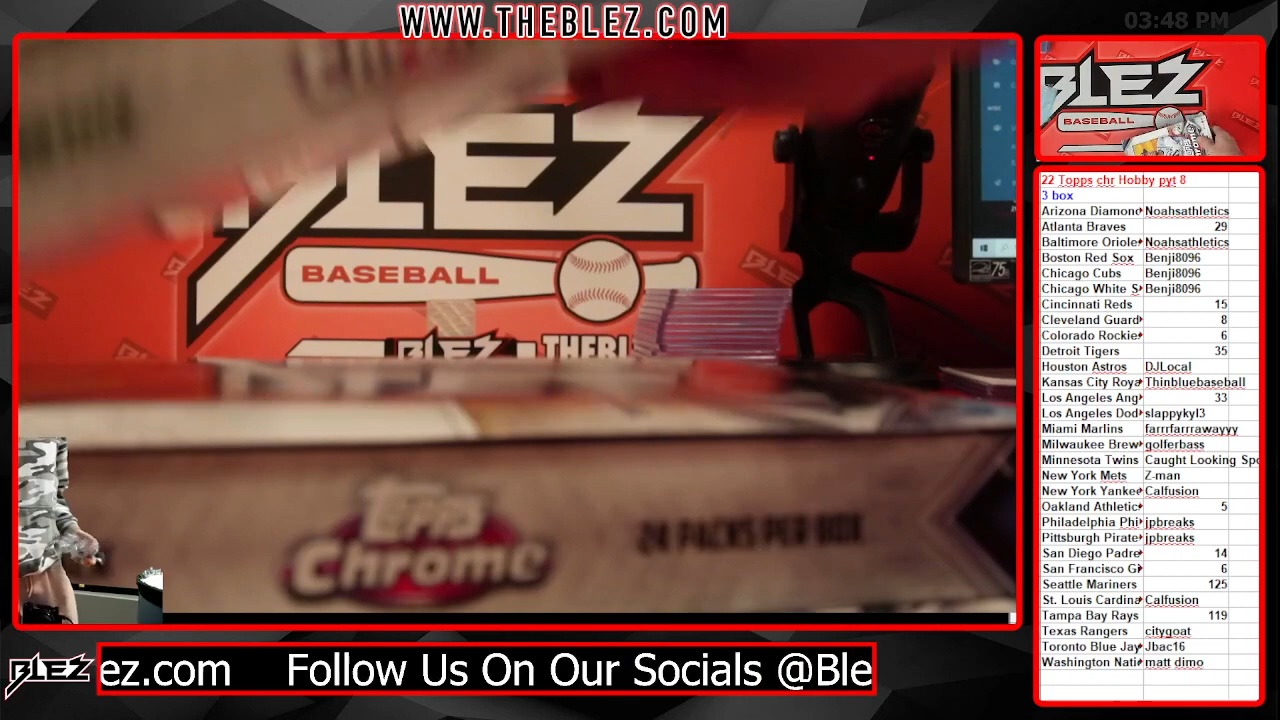 WWW.THEBLEZ.COM
03:48 PM
BLEZ
BASEBALL
BLEZ
THEBL
75
Chrome
24 PACKS PER BOX
BLEZ
BASEBALL
22 Topps chr Hobby pyt 8
3 box
Arizona Diamond Noahsathletics
Atlanta Braves 29
Baltimore Oriole Noahsathletics
Boston Red Sox Benji8096
Chicago Cubs Benji8096
Chicago White S Benji8096
Cincinnati Reds 15
Cleveland Guard 8
Colorado Rockie 6
Detroit Tigers 35
Houston Astros DJLocal
Kansas City Roya Thinbluebaseball
Los Angeles Ang 33
Los Angeles Dod slappykyl3
Miami Marlins farrrfarrrawayyy
Milwaukee Brew golferbass
Minnesota Twins Caught Looking Spo
New York Mets Z-man
New York Yankee Calfusion
Oakland Athletic 5
Philadelphia Phi jpbreaks
Pittsburgh Pirate jpbreaks
San Diego Padre 14
San Francisco Gi 6
Seattle Mariners 125
St. Louis Cardina Calfusion
Tampa Bay Rays 119
Texas Rangers citygoat
Toronto Blue Jay Jbac16
Washington Nati matt dimo
BLEZ ez.com Follow Us On Our Socials @Ble